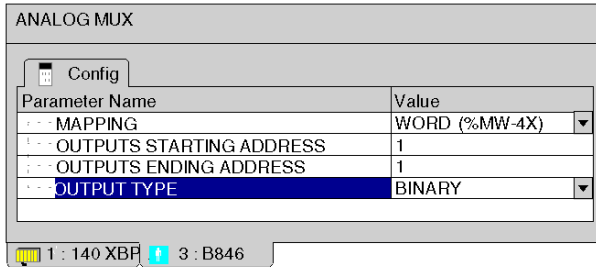 ANALOG MUX
Config
Parameter Name Value
MAPPING WORD (%MW-4X)
OUTPUTS STARTING ADDRESS 1
OUTPUTS ENDING ADDRESS 1
OUTPUT TYPE BINARY
1 : 140 XBP 3 : B846